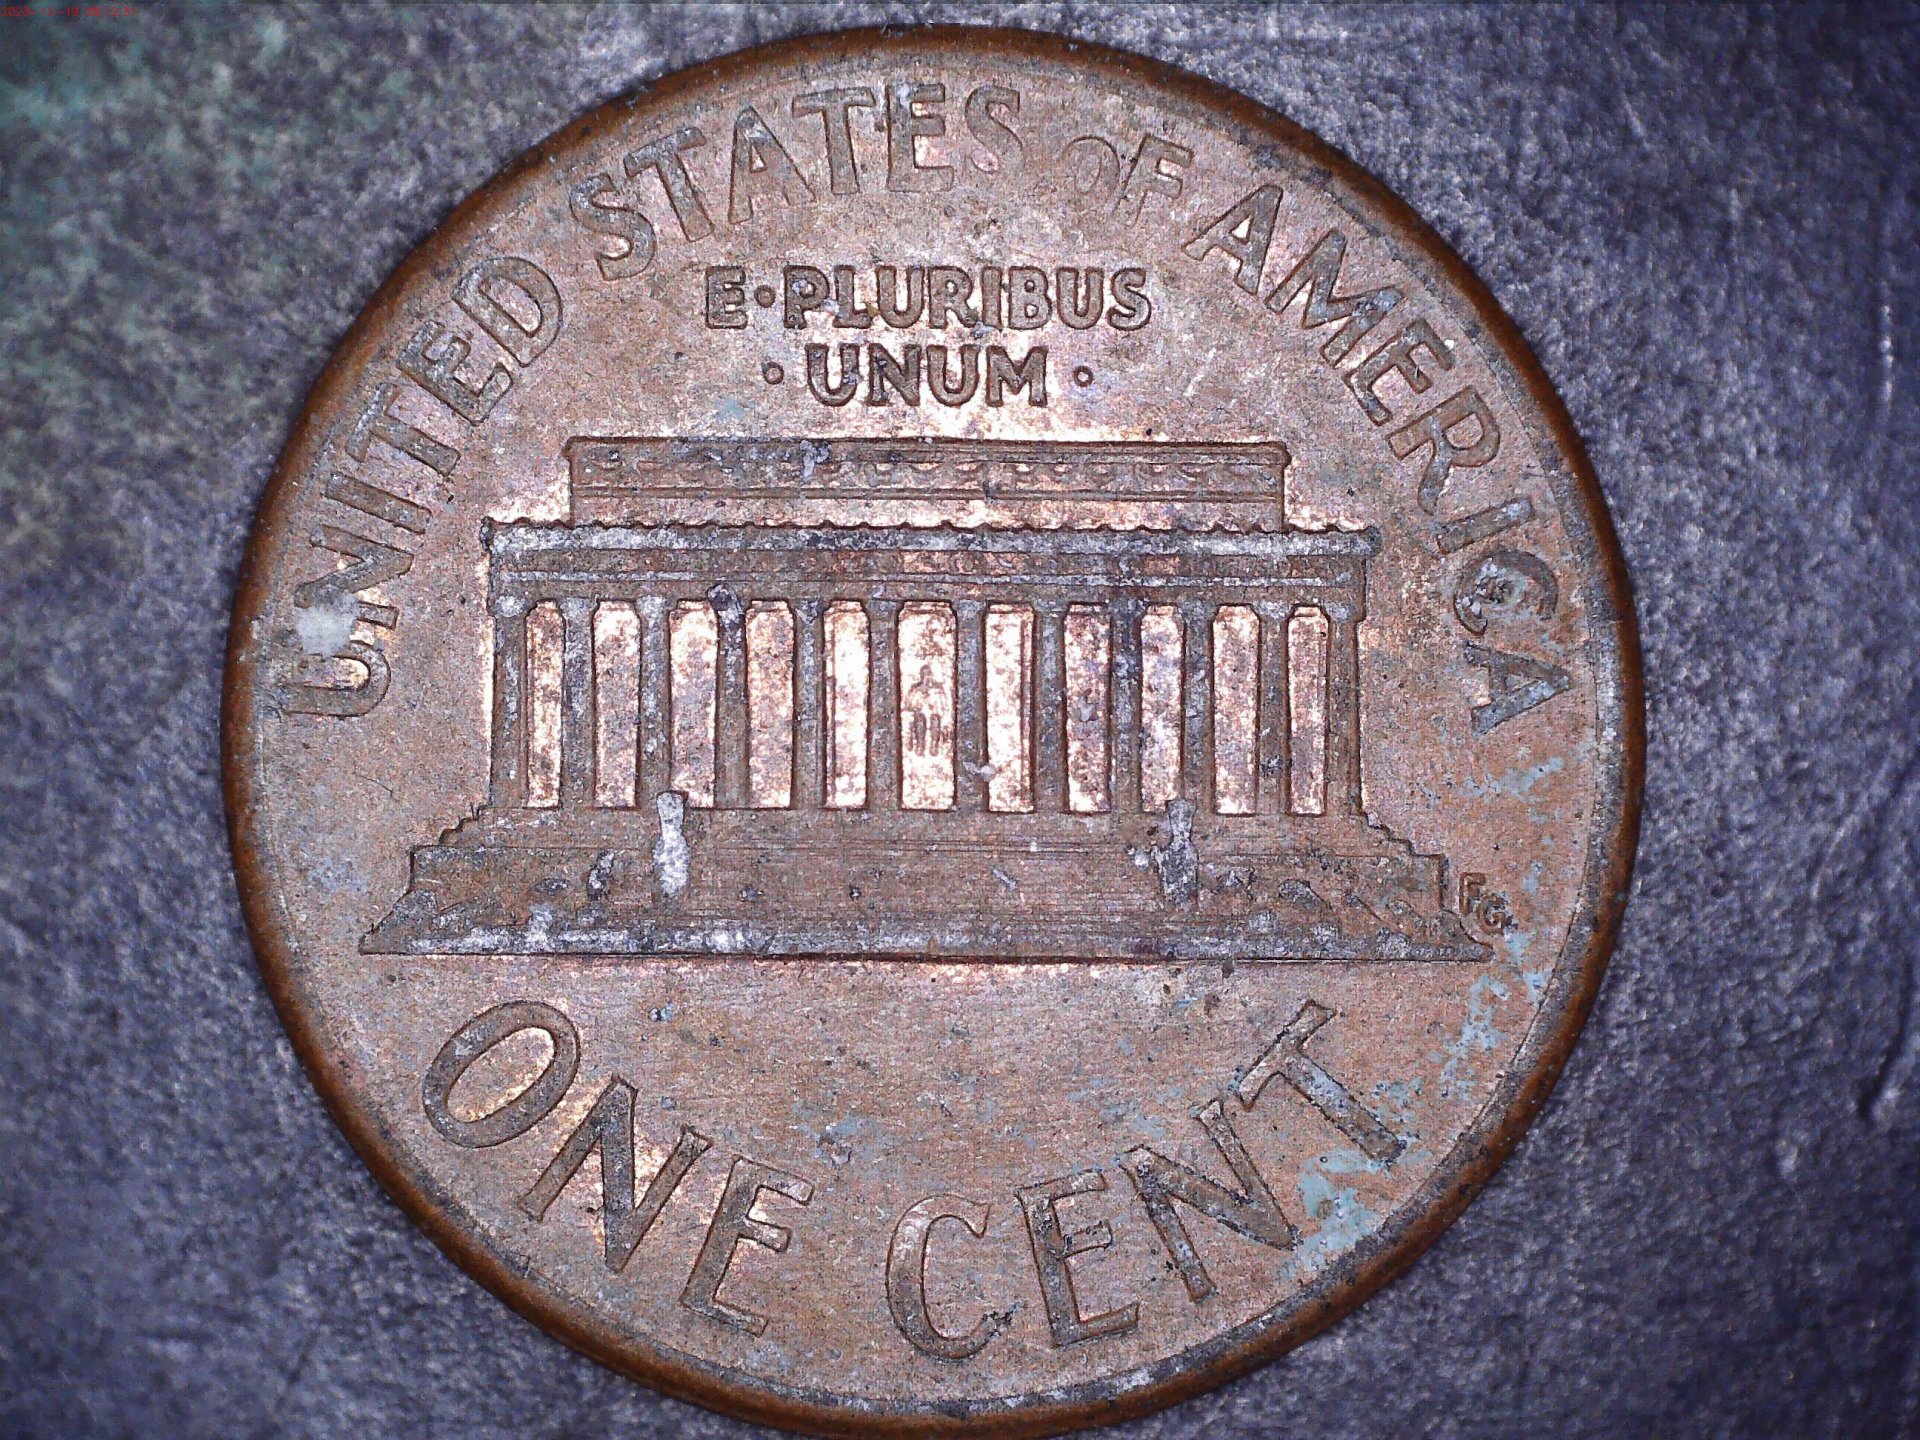 UNITED STATES OF AMERICA
E·PLURIBUS
·UNUM·
FG
ONE CENT